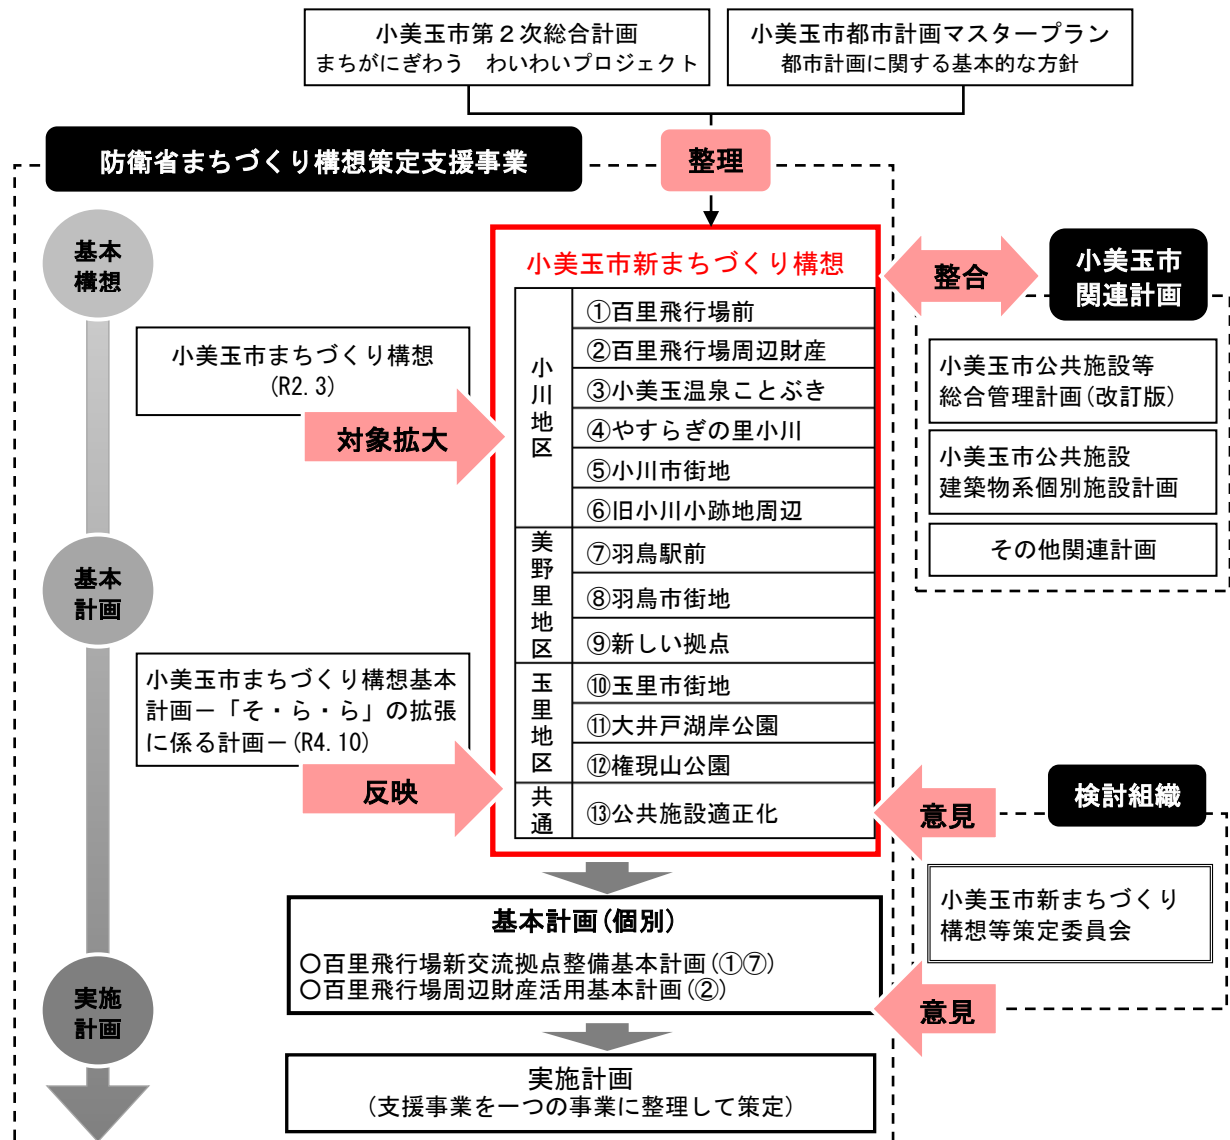 小美玉市第２次総合計画
まちがにぎわう　わいわいプロジェクト
小美玉市都市計画マスタープラン
都市計画に関する基本的な方針
防衛省まちづくり構想策定支援事業
整理
基本
構想
小美玉市まちづくり構想
(R2.3)
対象拡大
基本
計画
小美玉市まちづくり構想基本
計画－「そ・ら・ら」の拡張
に係る計画－(R4.10)
反映
実施
計画
小美玉市新まちづくり構想
小川地区
①百里飛行場前
②百里飛行場周辺財産
③小美玉温泉ことぶき
④やすらぎの里小川
⑤小川市街地
⑥旧小川小跡地周辺
美野里地区
⑦羽鳥駅前
⑧羽鳥市街地
⑨新しい拠点
玉里地区
⑩玉里市街地
⑪大井戸湖岸公園
⑫権現山公園
共通
⑬公共施設適正化
整合
小美玉市
関連計画
小美玉市公共施設等
総合管理計画(改訂版)
小美玉市公共施設
建築物系個別施設計画
その他関連計画
意見
検討組織
小美玉市新まちづくり
構想等策定委員会
意見
基本計画(個別)
○百里飛行場新交流拠点整備基本計画(①⑦)
○百里飛行場周辺財産活用基本計画(②)
実施計画
(支援事業を一つの事業に整理して策定)